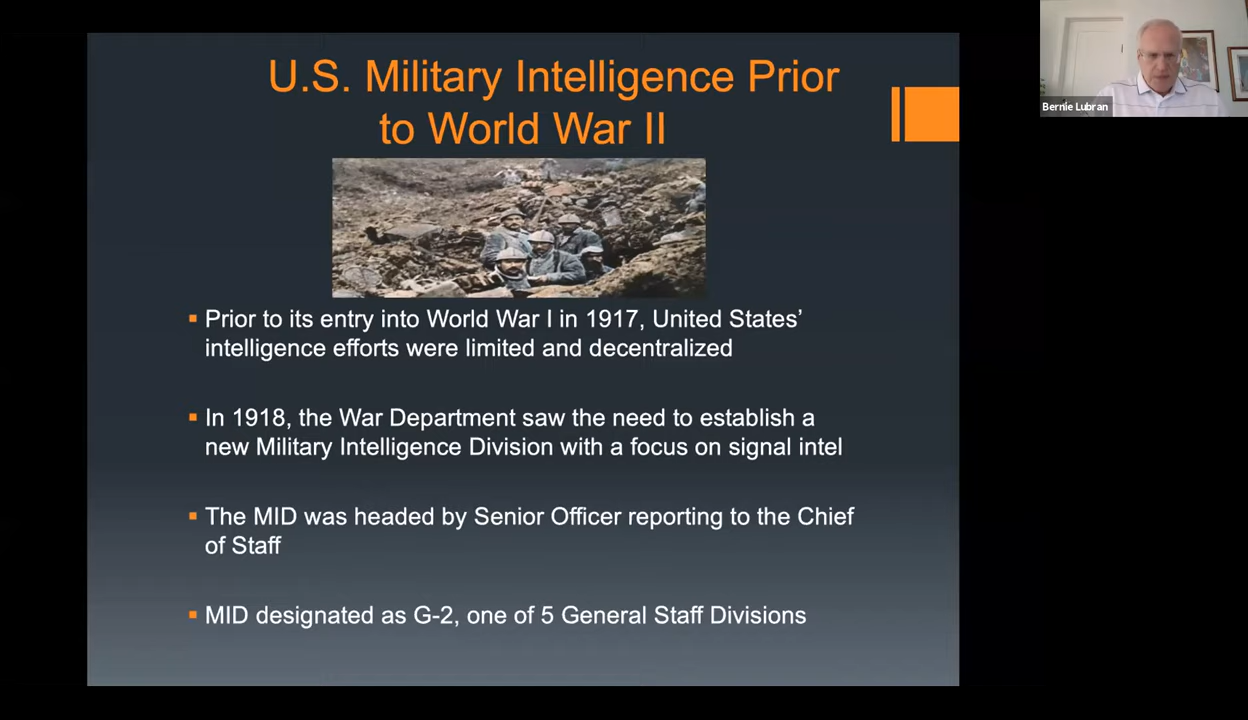 U.S. Military Intelligence Prior
to World War II
Bernie Lubran
▪ Prior to its entry into World War I in 1917, United States’
intelligence efforts were limited and decentralized
▪ In 1918, the War Department saw the need to establish a
new Military Intelligence Division with a focus on signal intel
▪ The MID was headed by Senior Officer reporting to the Chief
of Staff
▪ MID designated as G-2, one of 5 General Staff Divisions